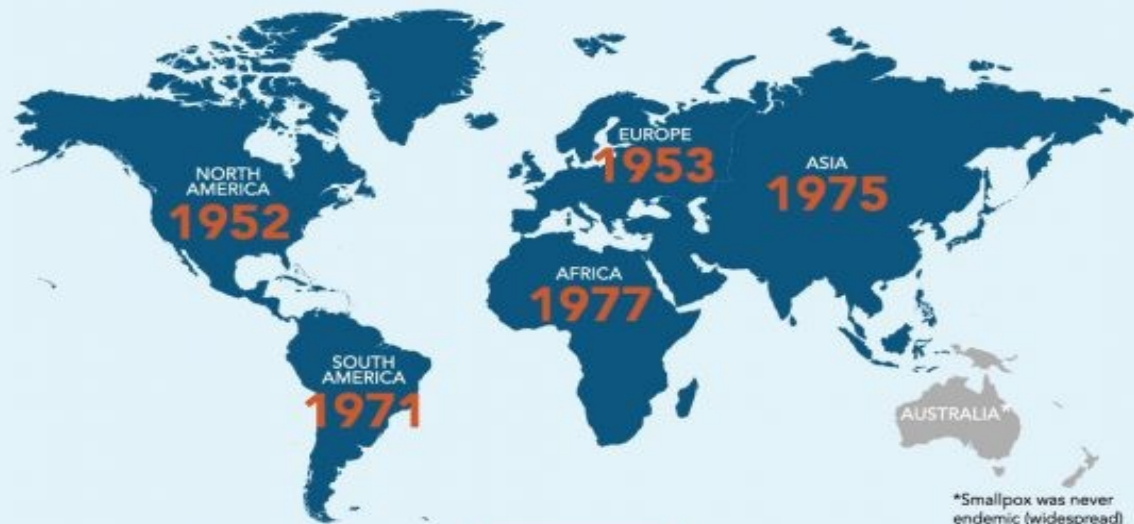 NORTH
AMERICA
1952
EUROPE
1953
ASIA
1975
AFRICA
1977
SOUTH
AMERICA
1971
AUSTRALIA*
*Smallpox was never
endemic (widespread)